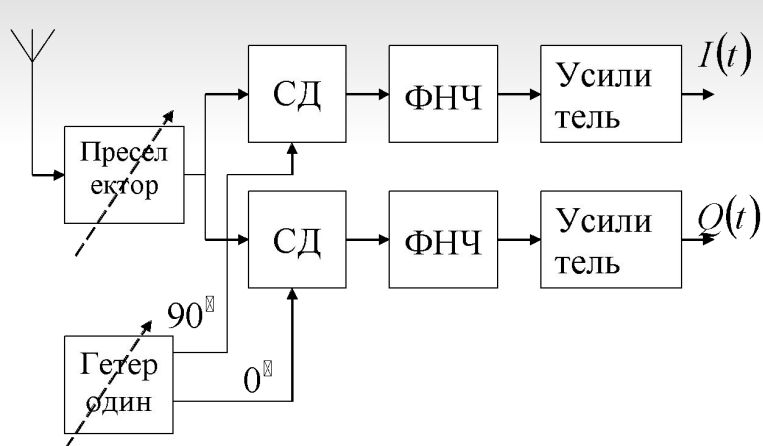 СД
ФНЧ
Усили
тель
I(t)
Пресел
ектор
СД
ФНЧ
Усили
тель
Q(t)
90
Гетер
один
0